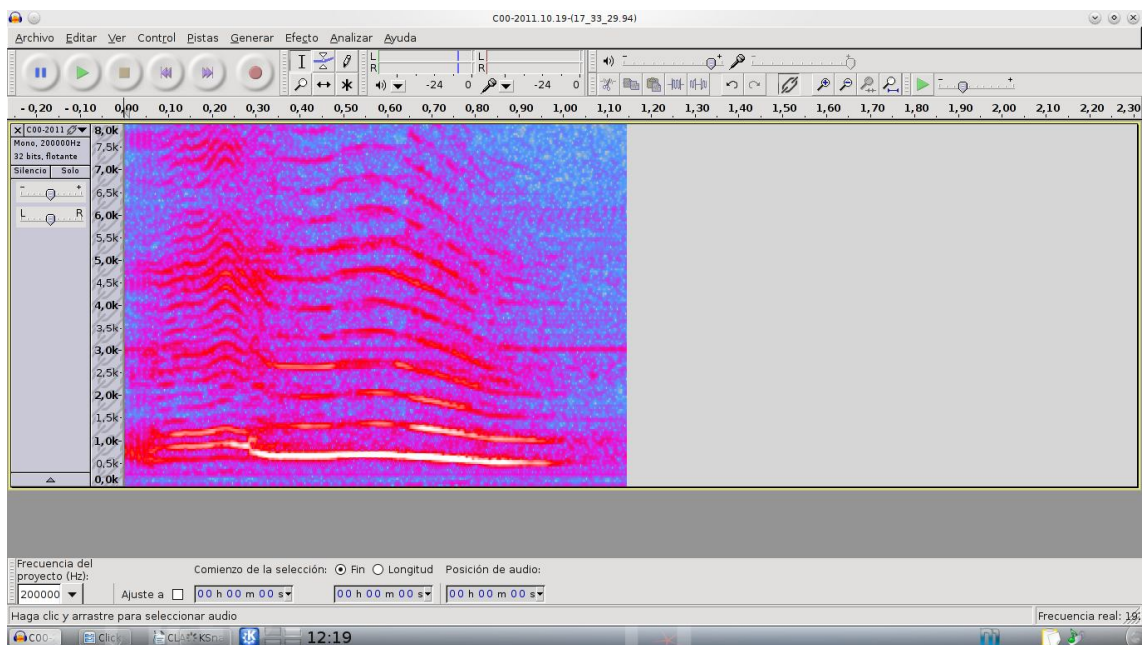 C00-2011.10.19-(17_33_29.94)
Archivo Editar Ver Control Pistas Generar Efecto Analizar Ayuda
L
R
-24 0
L
R
-24 0
- 0,20 - 0,10 0,00 0,10 0,20 0,30 0,40 0,50 0,60 0,70 0,80 0,90 1,00 1,10 1,20 1,30 1,40 1,50 1,60 1,70 1,80 1,90 2,00 2,10 2,20 2,30
C00-2011
Mono, 200000Hz
32 bits, flotante
Silencio Solo
- +
L R
8,0k
7,5k
7,0k
6,5k
6,0k
5,5k
5,0k
4,5k
4,0k
3,5k
3,0k
2,5k
2,0k
1,5k
1,0k
0,5k
0,0k
Frecuencia del
proyecto (Hz):
200000
Ajuste a
Comienzo de la selección: Fin Longitud Posición de audio:
00 h 00 m 00 s 00 h 00 m 00 s 00 h 00 m 00 s
Haga clic y arrastre para seleccionar audio
Frecuencia real: 19
C00- Click 12:19